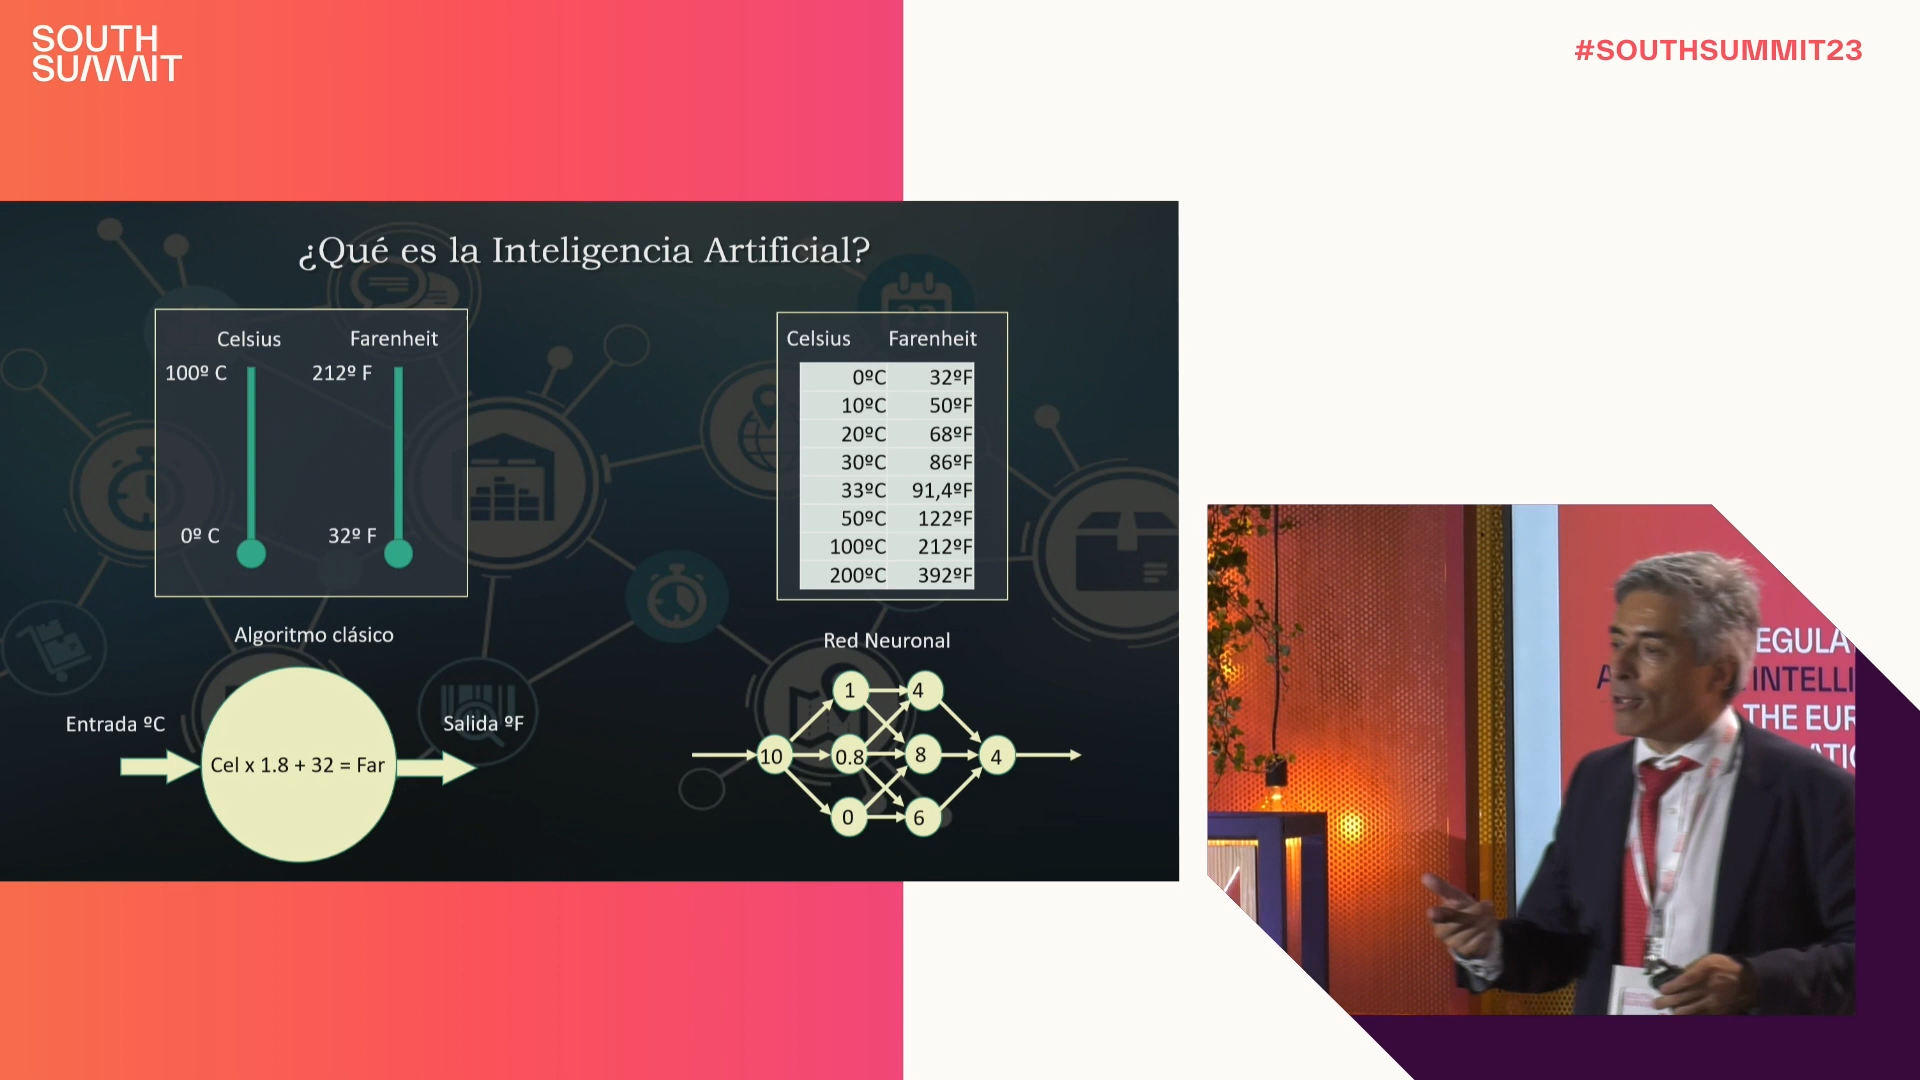 SOUTH
SUMMIT
#SOUTHSUMMIT23
¿Qué es la Inteligencia Artificial?
Celsius Farenheit
100º C 212º F
0º C 32º F
Algoritmo clásico
Entrada ºC
Cel x 1.8 + 32 = Far
Salida ºF
Celsius Farenheit
0ºC 32ºF
10ºC 50ºF
20ºC 68ºF
30ºC 86ºF
33ºC 91,4ºF
50ºC 122ºF
100ºC 212ºF
200ºC 392ºF
Red Neuronal
1 4
10 0.8 8 4
0 6
EGULA
A INTELLI
THE EUR